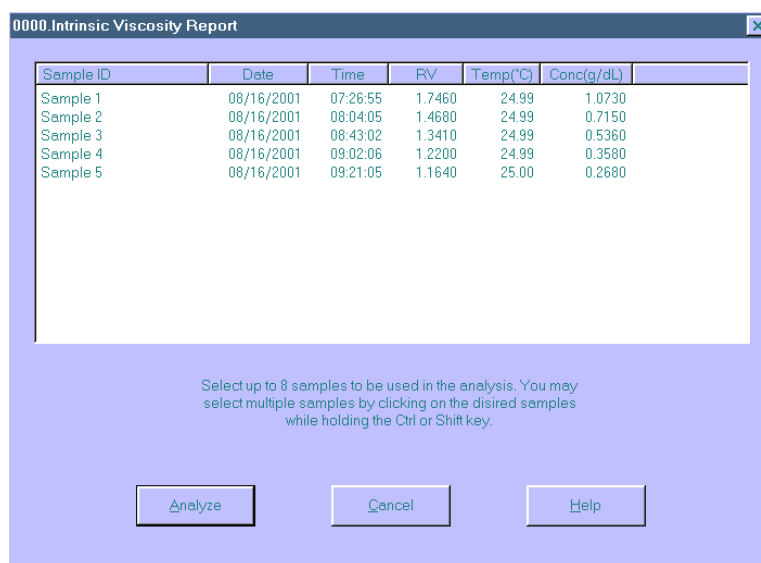 0000.Intrinsic Viscosity Report
Sample ID Date Time RV Temp(°C) Conc(g/dL)
Sample 1 08/16/2001 07:26:55 1.7460 24.99 1.0730
Sample 2 08/16/2001 08:04:05 1.4680 24.99 0.7150
Sample 3 08/16/2001 08:43:02 1.3410 24.99 0.5360
Sample 4 08/16/2001 09:02:06 1.2200 24.99 0.3580
Sample 5 08/16/2001 09:21:05 1.1640 25.00 0.2680
Select up to 8 samples to be used in the analysis. You may
select multiple samples by clicking on the disired samples
while holding the Ctrl or Shift key.
Analyze Cancel Help